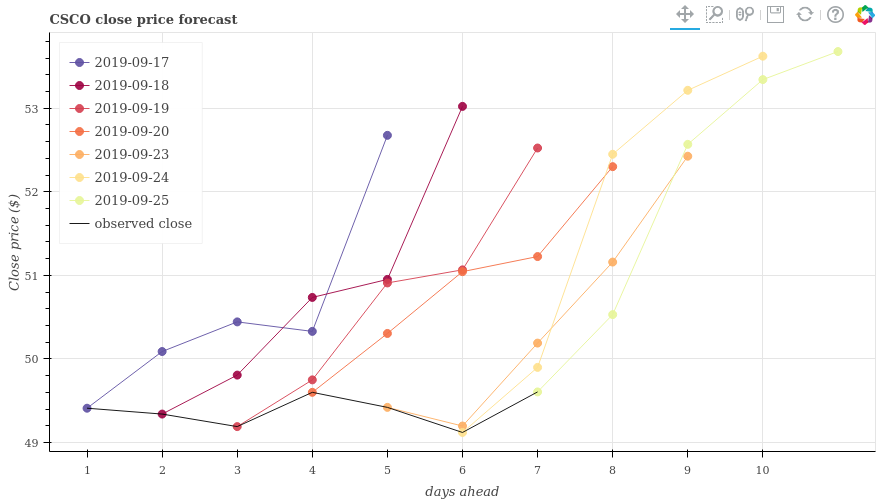 CSCO close price forecast
2019-09-17
2019-09-18
2019-09-19
2019-09-20
2019-09-23
2019-09-24
2019-09-25
observed close
Close price ($)
53
52
51
50
49
1 2 3 4 5 6 7 8 9 10
days ahead